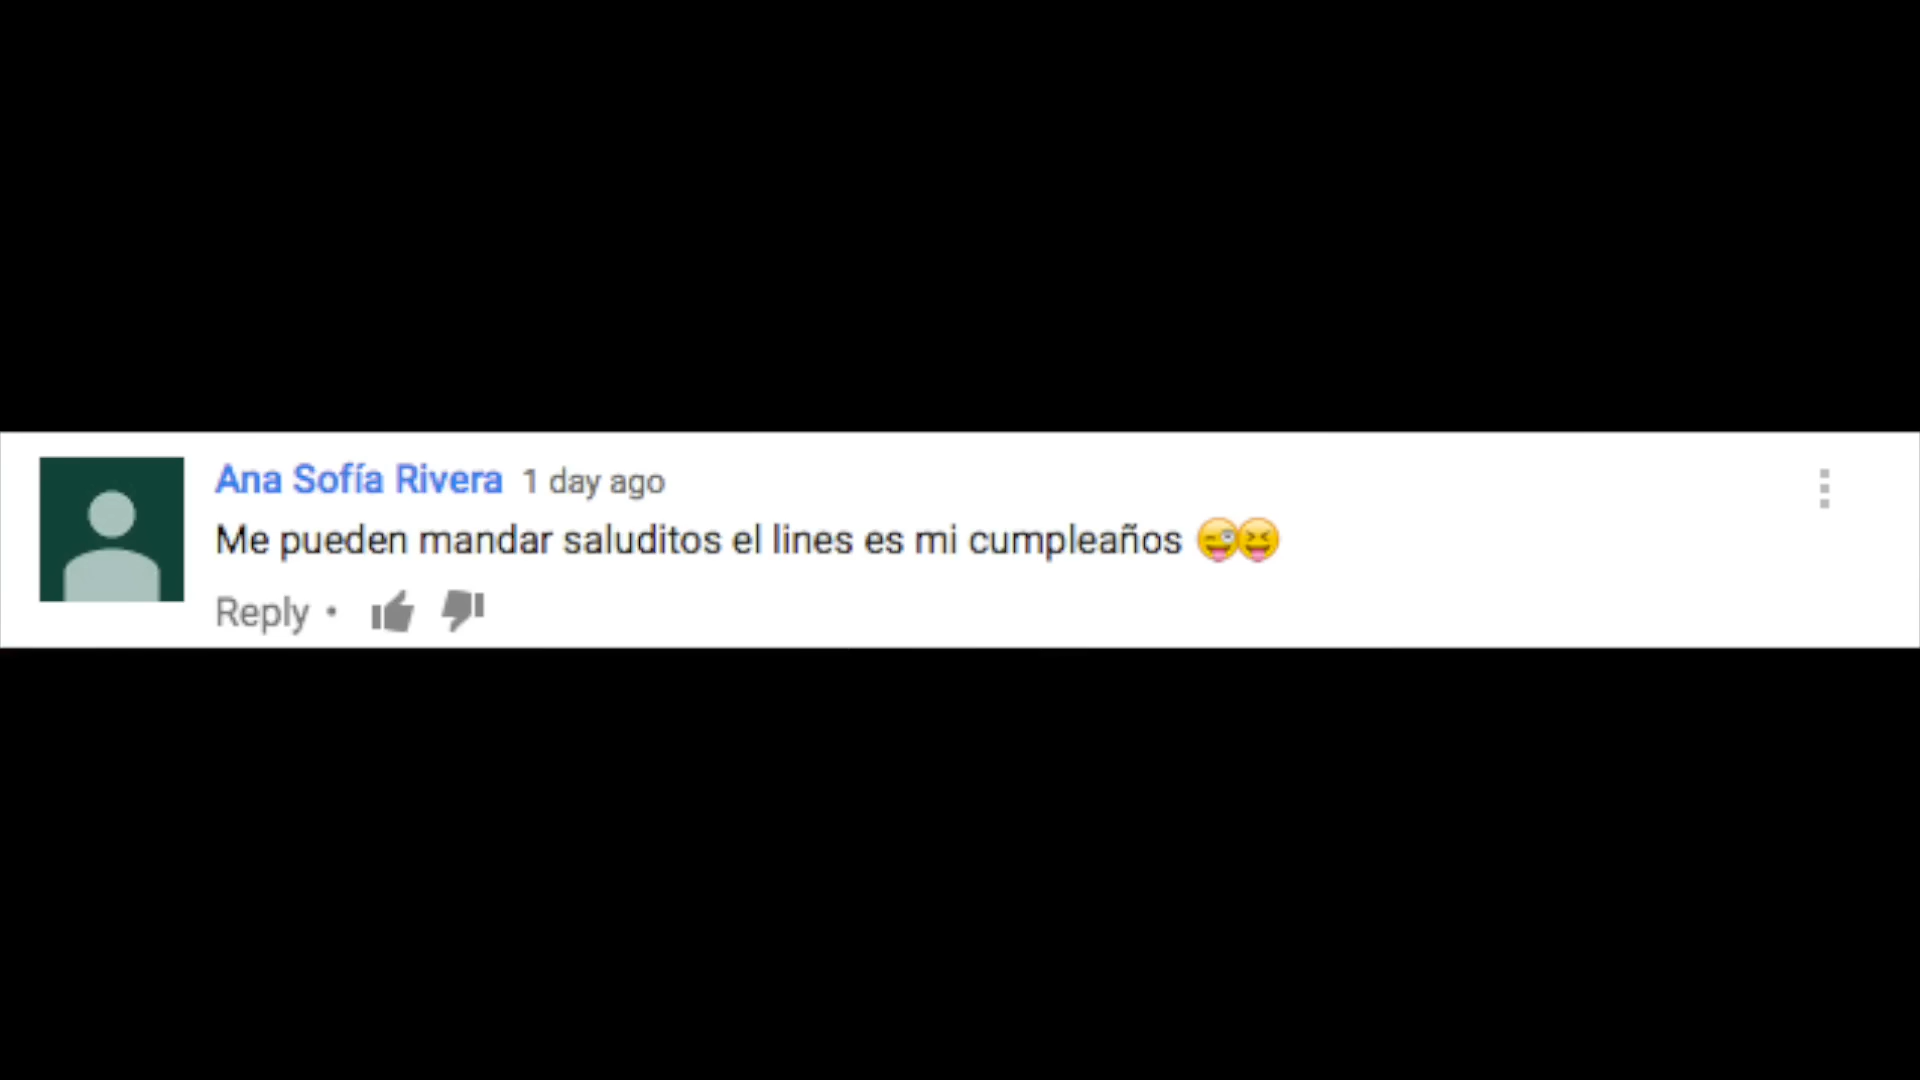 Ana Sofía Rivera 1 day ago
Me pueden mandar saluditos el lines es mi cumpleaños 😜😝
Reply •